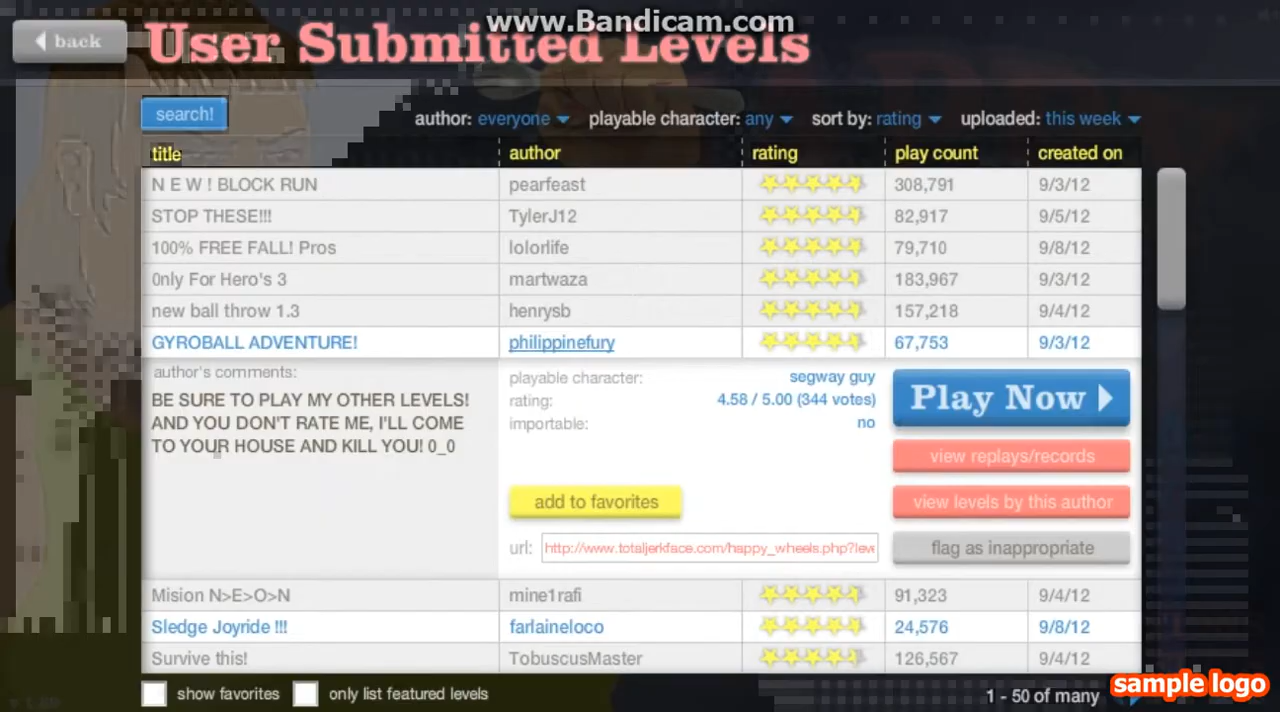 www.Bandicam.com
back
User Submitted Levels
search!
author: everyone playable character: any sort by: rating uploaded: this week
title author rating play count created on
N E W ! BLOCK RUN pearfeast 308,791 9/3/12
STOP THESE!!! TylerJ12 82,917 9/5/12
100% FREE FALL! Pros lolorlife 79,710 9/8/12
0nly For Hero's 3 martwaza 183,967 9/3/12
new ball throw 1.3 henrysb 157,218 9/4/12
GYROBALL ADVENTURE! philippinefury 67,753 9/3/12
author's comments:
BE SURE TO PLAY MY OTHER LEVELS!
AND YOU DON'T RATE ME, I'LL COME
TO YOUR HOUSE AND KILL YOU! 0_0
playable character: segway guy
rating: 4.58 / 5.00 (344 votes)
importable: no
add to favorites
url: http://www.totaljerkface.com/happy_wheels.php?leve
Play Now
view replays/records
view levels by this author
flag as inappropriate
Mision N>E>O>N mine1rafi 91,323 9/4/12
Sledge Joyride !!! farlaineloco 24,576 9/8/12
Survive this! TobuscusMaster 126,567 9/4/12
show favorites only list featured levels 1 - 50 of many
sample logo